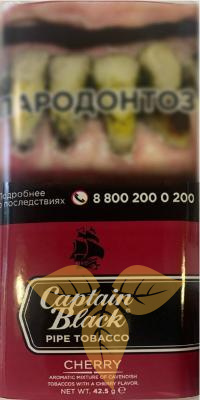 ПАРОДОНТОЗ
Подробнее
о последствиях
8 800 200 0 200
Captain
Black
PIPE TOBACCO
CHERRY
AROMATIC MIXTURE OF CAVENDISH
TOBACCOS WITH A CHERRY FLAVOR.
NET WT. 42.5 g ℮